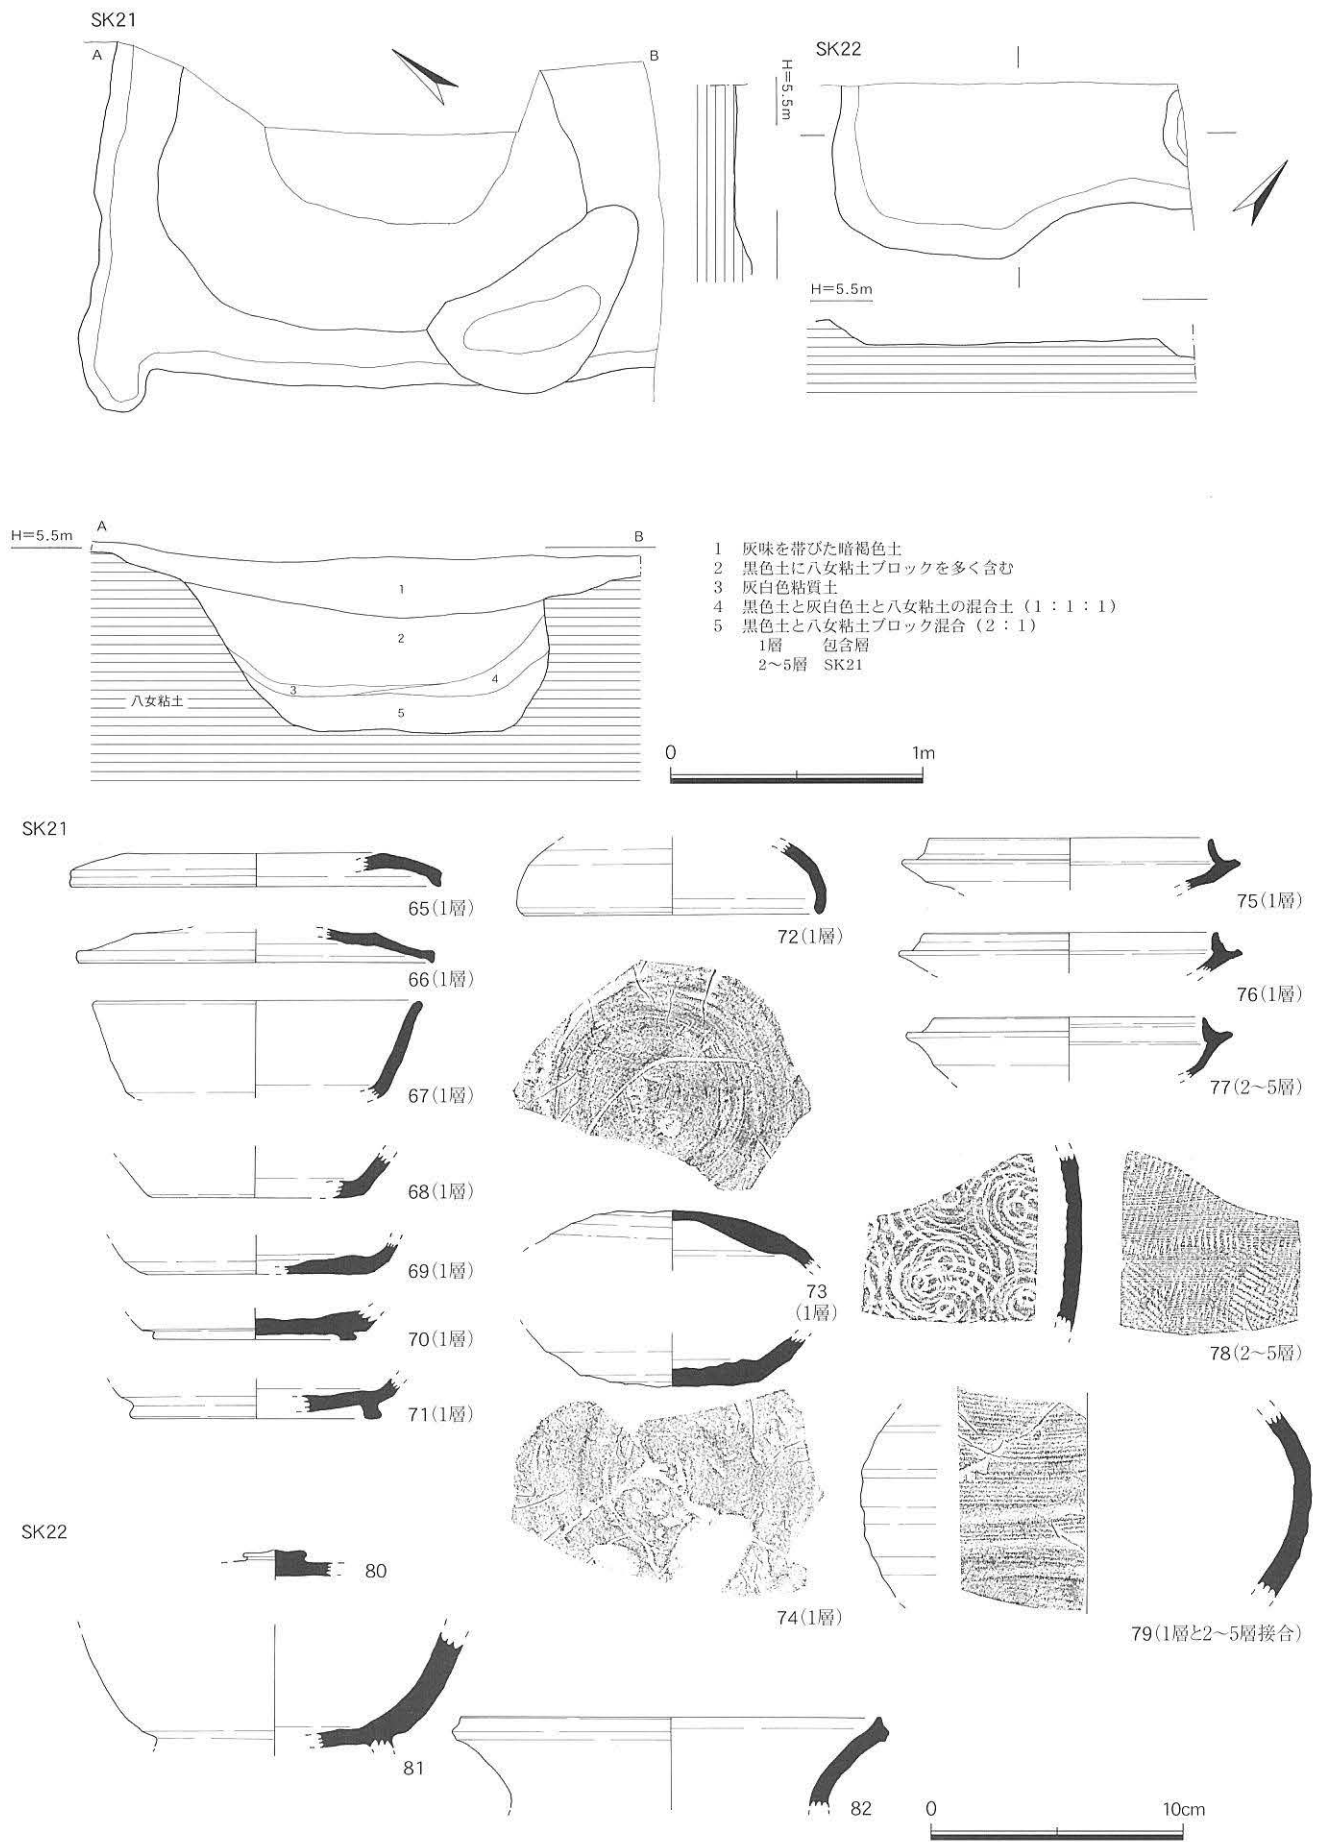 SK21
A
B
SK22
H=5.5m
H=5.5m
A
H=5.5m
B
1
2
3
4
5
八女粘土
1 灰味を帯びた暗褐色土
2 黒色土に八女粘土ブロックを多く含む
3 灰白色粘質土
4 黒色土と灰白色土と八女粘土の混合土（1：1：1）
5 黒色土と八女粘土ブロック混合（2：1）
1層 包含層
2〜5層 SK21
0 1m
SK21
65(1層)
66(1層)
67(1層)
68(1層)
69(1層)
70(1層)
71(1層)
72(1層)
73
(1層)
74(1層)
75(1層)
76(1層)
77(2〜5層)
78(2〜5層)
79(1層と2〜5層接合)
SK22
80
81
82
0 10cm